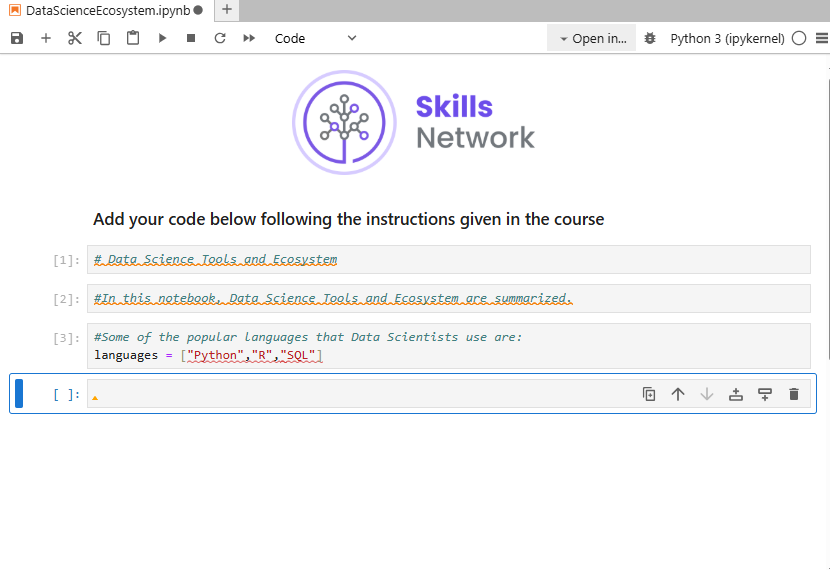 DataScienceEcosystem.ipynb
Code
Open in...
Python 3 (ipykernel)
Skills
Network
Add your code below following the instructions given in the course
[1]: # Data Science Tools and Ecosystem
[2]: #In this notebook, Data Science Tools and Ecosystem are summarized.
[3]: #Some of the popular languages that Data Scientists use are:
languages = ["Python","R","SQL"]
[ ]: